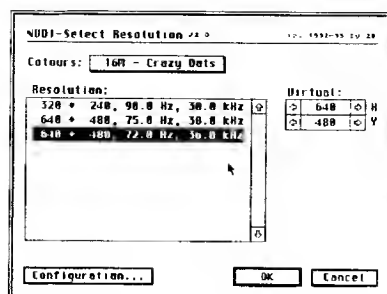 NUDI-Select Resolution
Colours: 16M - Crazy Dots
Resolution:
Virtual:
320 * 240, 90.0 Hz, 30.0 kHz
640 * 480, 75.0 Hz, 38.0 kHz
640 * 480, 72.0 Hz, 36.0 kHz
640 X
480 Y
Configuration...
OK
Cancel